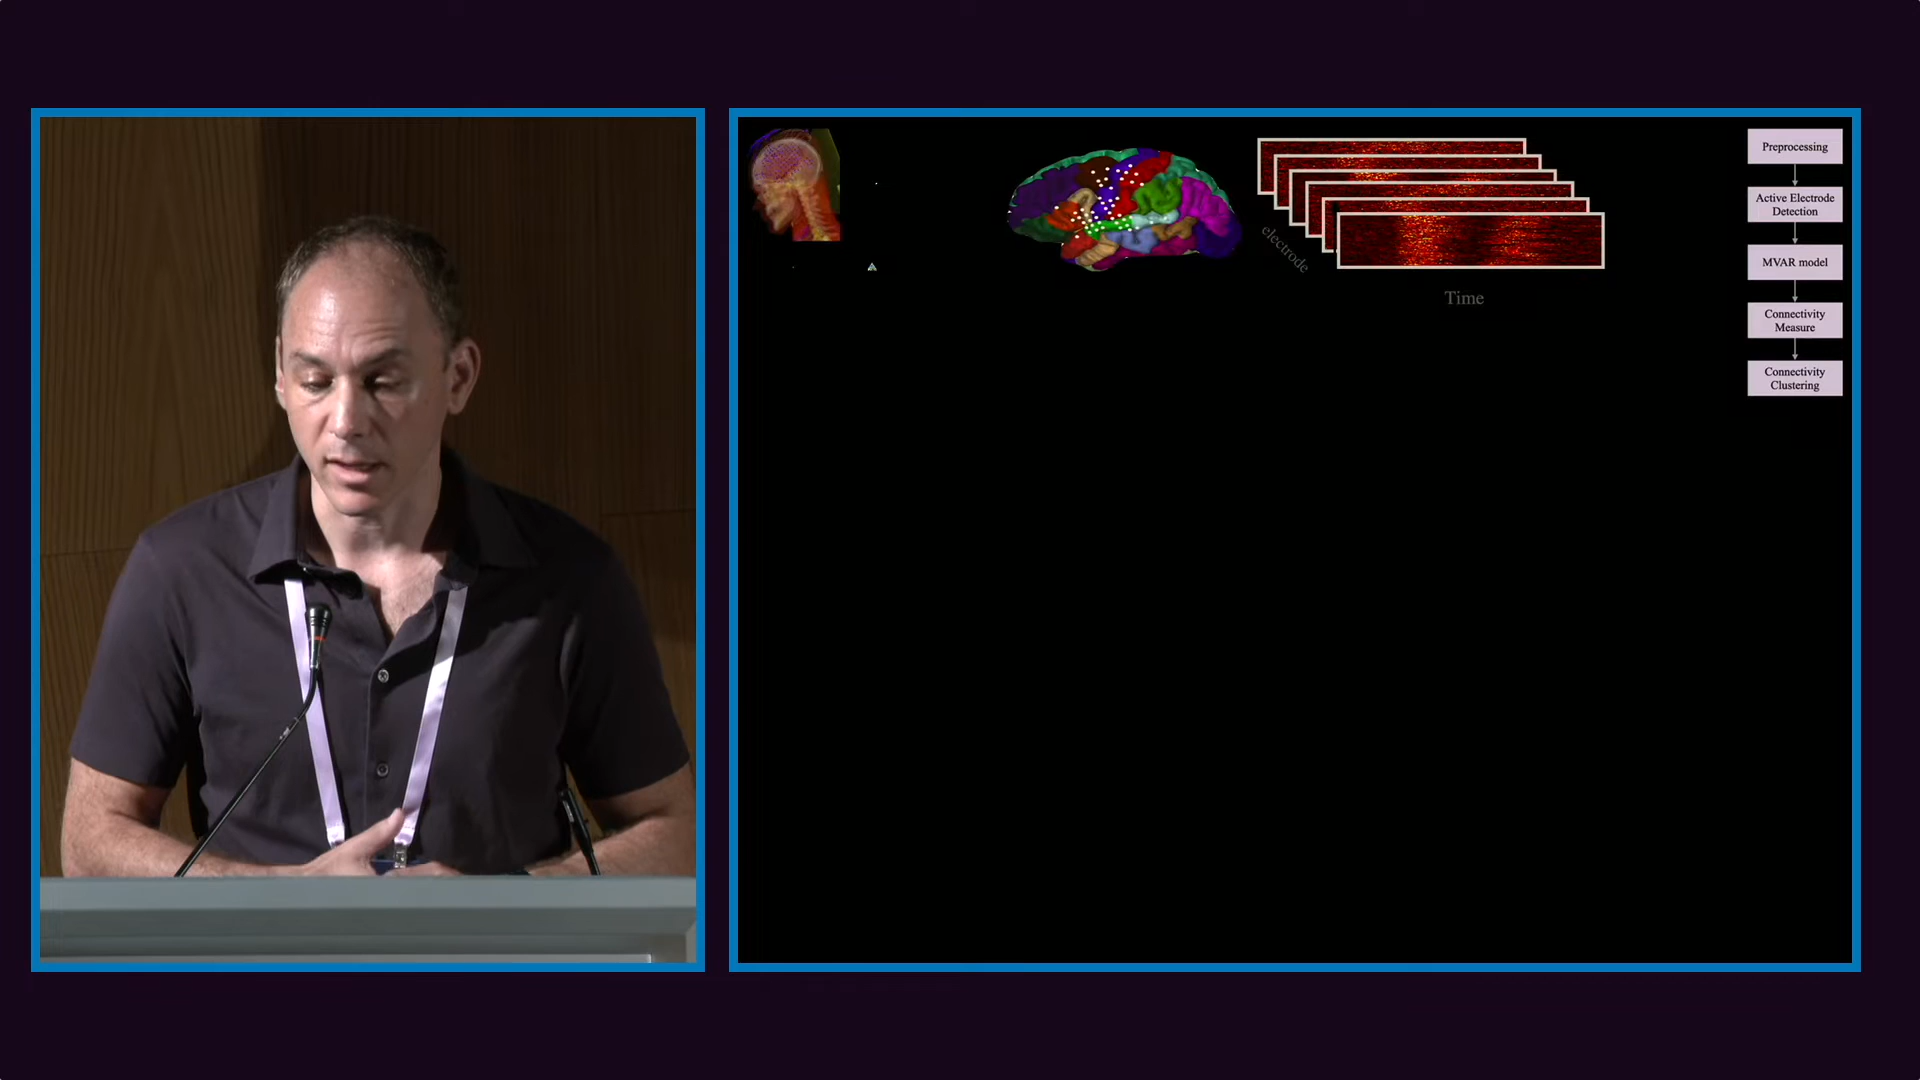 electrode
Time
Preprocessing
Active Electrode
Detection
MVAR model
Connectivity
Measure
Connectivity
Clustering